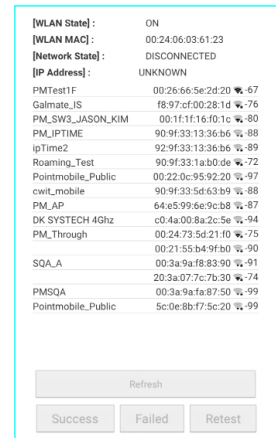 [WLAN State] : ON
[WLAN MAC] : 00:24:06:03:61:23
[Network State] : DISCONNECTED
[IP Address] : UNKNOWN
PMTest1F 00:26:66:5e:2d:20 -67
Galmate_IS f8:97:cf:00:28:1d -76
PM_SW3_JASON_KIM 00:1f:1f:16:f0:1c -80
PM_IPTIME 90:9f:33:13:36:b6 -88
ipTime2 92:9f:33:13:36:b6 -89
Roaming_Test 90:9f:33:1a:b0:de -72
Pointmobile_Public 00:22:0c:95:92:20 -97
cwit_mobile 90:9f:33:5d:63:b9 -88
PM_AP 64:e5:99:6e:9c:b8 -87
DK SYSTECH 4Ghz c0:4a:00:8a:2c:5e -94
PM_Through 00:24:73:5d:21:f0 -75
00:21:55:b4:9f:b0 -90
SQA_A 00:3a:9a:f8:83:90 -91
20:3a:07:7c:7b:30 -74
PMSQA 00:3a:9a:fa:87:50 -99
Pointmobile_Public 5c:0e:8b:f7:5c:20 -99
Refresh
Success Failed Retest